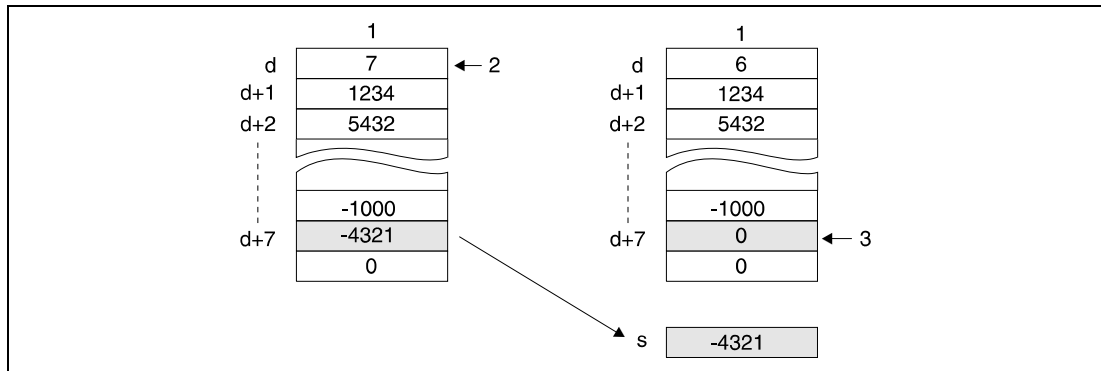 1 1
d 7 2 d 6
d+1 1234 d+1 1234
d+2 5432 d+2 5432
-1000 -1000
d+7 -4321 d+7 0 3
0 0
s -4321